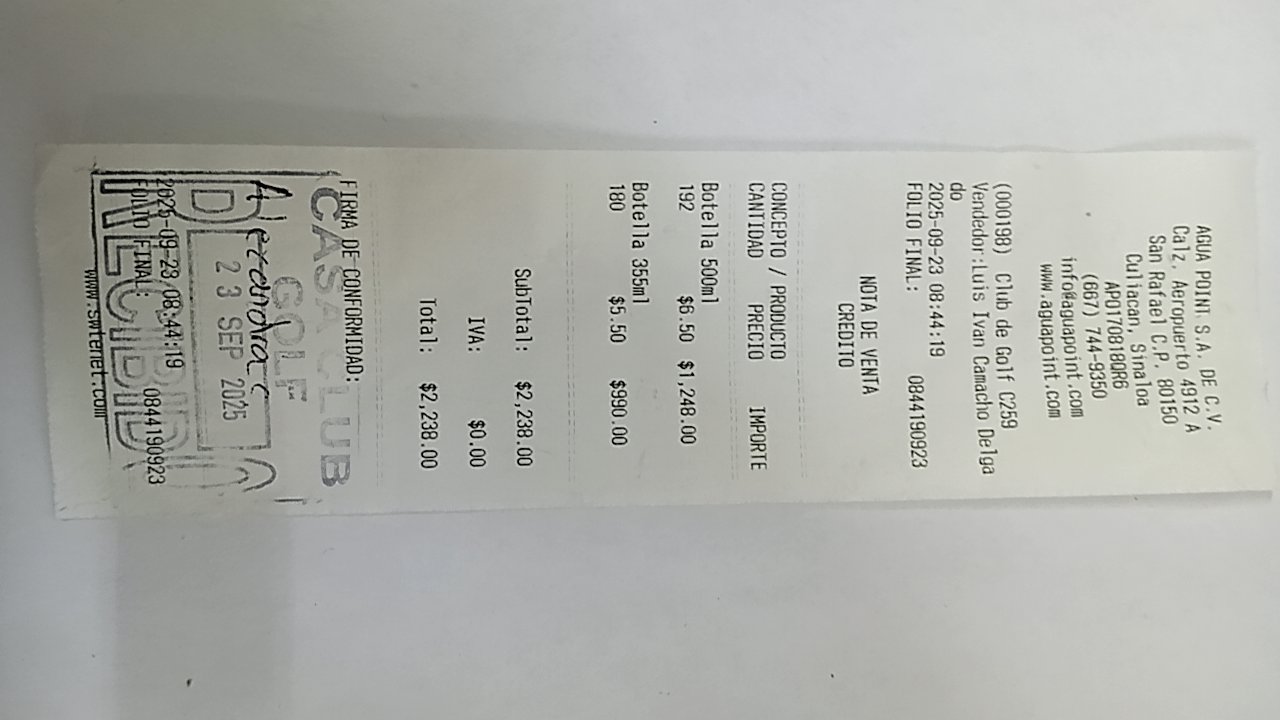 AGUA POINT S.A. DE C.V.
Calz. Aeropuerto 4912 A
San Rafael C.P. 80150
Culiacan, Sinaloa
APO170818QR6
(667) 744-9350
info@aguapoint.com
www.aguapoint.com
(000198) Club de Golf C259
Vendedor:Luis Ivan Camacho Delga
do
2025-09-23 08:44:19
FOLIO FINAL: 0844190923
NOTA DE VENTA
CREDITO
CONCEPTO / PRODUCTO
CANTIDAD PRECIO IMPORTE
Botella 500ml
192 $6.50 $1,248.00
Botella 355ml
180 $5.50 $990.00
SubTotal: $2,238.00
IVA: $0.00
Total: $2,238.00
FIRMA DE CONFORMIDAD:
CASA CLUB
GOLF
23 SEP 2025
RECIBIDO
2025-09-23 08:44:19
FOLIO FINAL: 0844190923
www.smternet.com